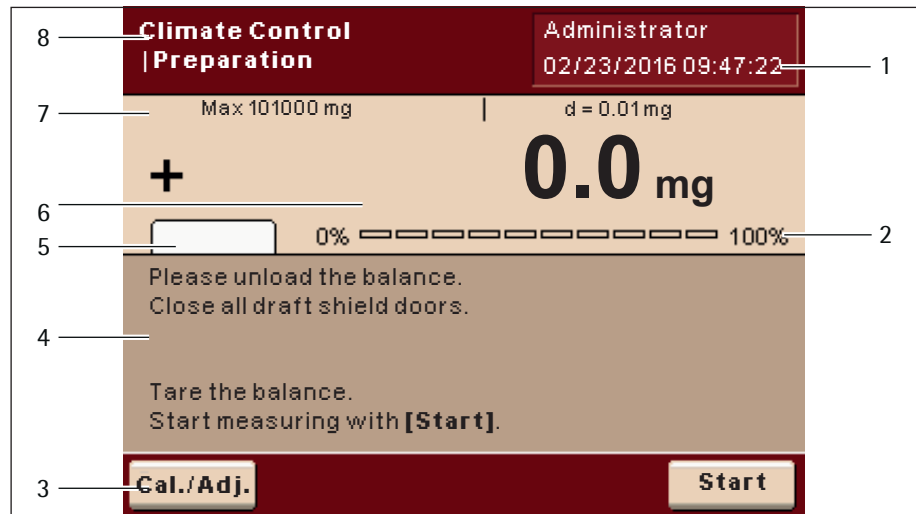 8
Climate Control
|Preparation
Administrator
02/23/2016 09:47:22
1
7
Max 101000 mg | d = 0.01 mg
+ 0.0 mg
6
5
0% 100%
2
Please unload the balance.
Close all draft shield doors.
4
Tare the balance.
Start measuring with [Start].
3
Cal./Adj.
Start